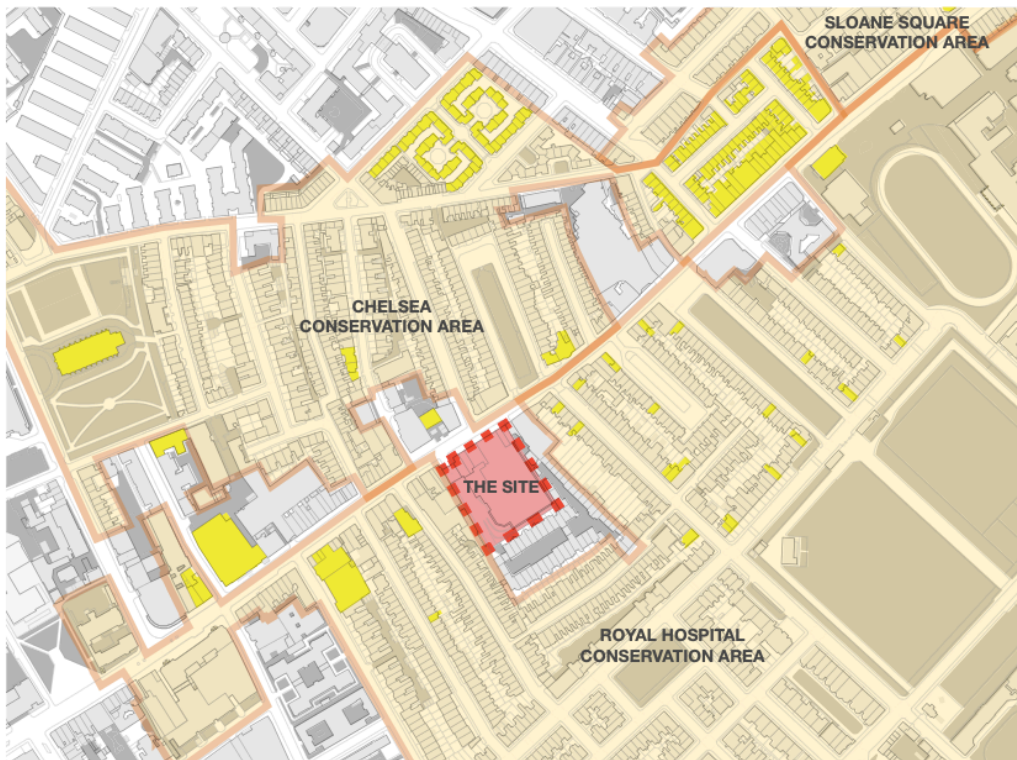 SLOANE SQUARE
CONSERVATION AREA
CHELSEA
CONSERVATION AREA
THE SITE
ROYAL HOSPITAL
CONSERVATION AREA